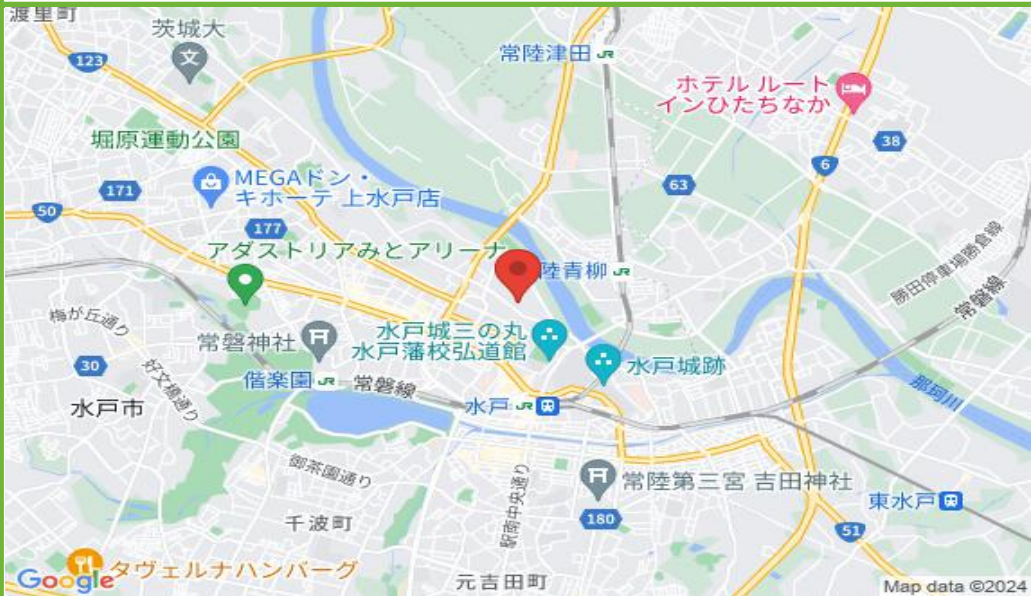 渡里町
茨城大
123
常陸津田
JR
ホテル ルート
インひたちなか
堀原運動公園
38
6
171
MEGAドン・
キホーテ 上水戸店
63
50
177
アダストリアみとアリーナ
陸青柳
JR
勝田停車場勝倉線
常磐線
梅が丘通り
常磐神社
水戸城三の丸
水戸藩校弘道館
水戸城跡
30
好文橋通り
偕楽園
JR
常磐線
水戸
JR
那珂川
水戸市
御茶園通り
駅南中央通り
常陸第三宮 吉田神社
東水戸
千波町
180
51
タヴェルナハンバーグ
Google
元吉田町
Map data ©2024